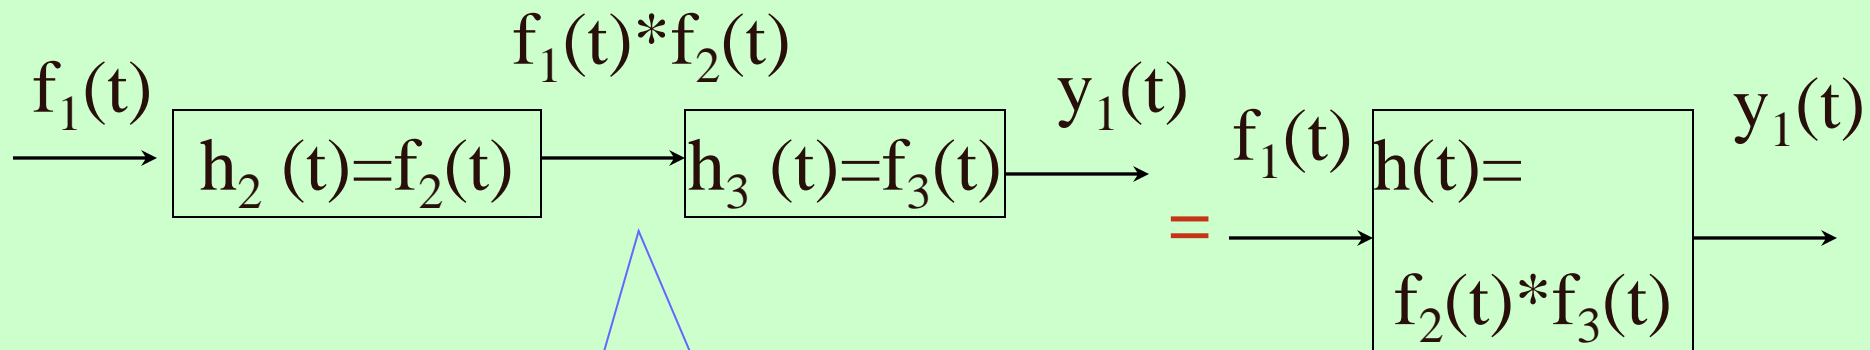 f₁(t)*f₂(t)
f₁(t)
y₁(t)
h₂ (t)=f₂(t)
h₃ (t)=f₃(t)
=
f₁(t)
y₁(t)
h(t)=
f₂(t)*f₃(t)